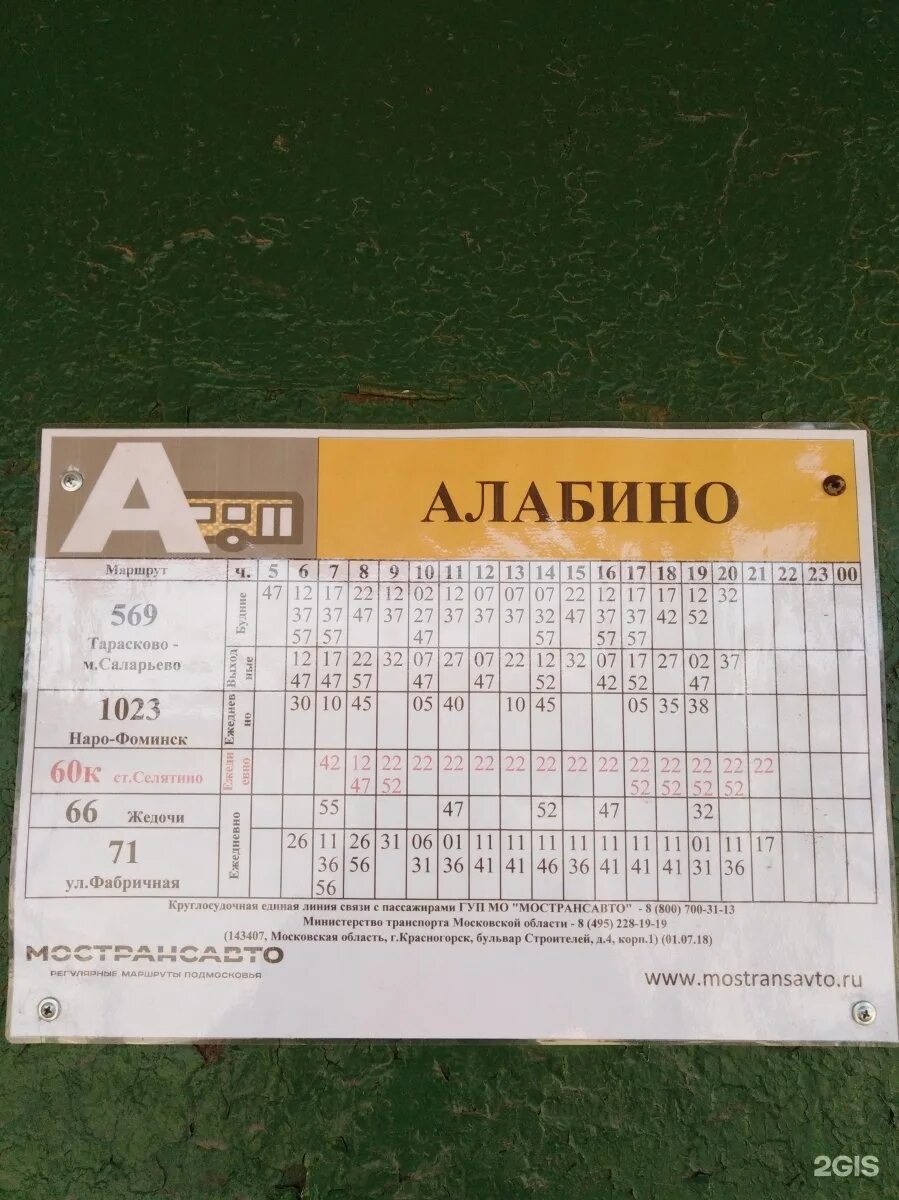 А АЛАБИНО
Маршрут ч. 5 6 7 8 9 10 11 12 13 14 15 16 17 18 19 20 21 22 23 00
569 Тарасково - м.Саларьево
Будние
47 12 17 22 12 02 12 07 07 07 22 12 17 17 12 32
37 37 47 37 27 37 37 37 32 47 37 37 42 52
57 57 47 57 57 57
Выходные
12 17 22 32 07 27 07 22 12 32 07 17 27 02 37
47 47 57 47 47 52 42 52 47
1023 Наро-Фоминск
Ежедневно
30 10 45 05 40 10 45 05 35 38
60к ст.Селятино
Ежедневно
42 12 22 22 22 22 22 22 22 22 22 22 22 22 22
47 52 52 52 52 52
66 Жедочи
55 47 52 47 32
Ежедневно
71 ул.Фабричная
26 11 26 31 06 01 11 11 11 11 11 11 11 01 11 17
36 56 31 36 41 41 46 36 41 41 41 31 36
56
Круглосуточная единая линия связи с пассажирами ГУП МО "МОСТРАНСАВТО" - 8 (800) 700-31-13
Министерство транспорта Московской области - 8 (495) 228-19-19
(143407, Московская область, г.Красногорск, бульвар Строителей, д.4, корп.1) (01.07.18)
МОСТРАНСАВТО
РЕГУЛЯРНЫЕ МАРШРУТЫ ПОДМОСКОВЬЯ
www.mostransavto.ru
2GIS